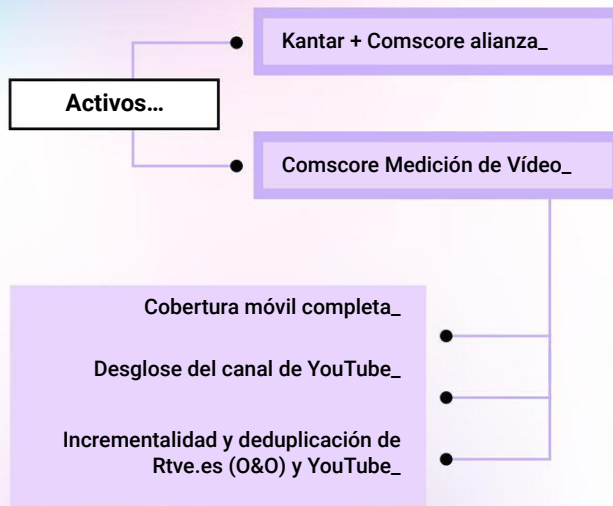 Kantar + Comscore alianza_
Activos...
Comscore Medición de Vídeo_
Cobertura móvil completa_
Desglose del canal de YouTube_
Incrementalidad y deduplicación de
Rtve.es (O&O) y YouTube_